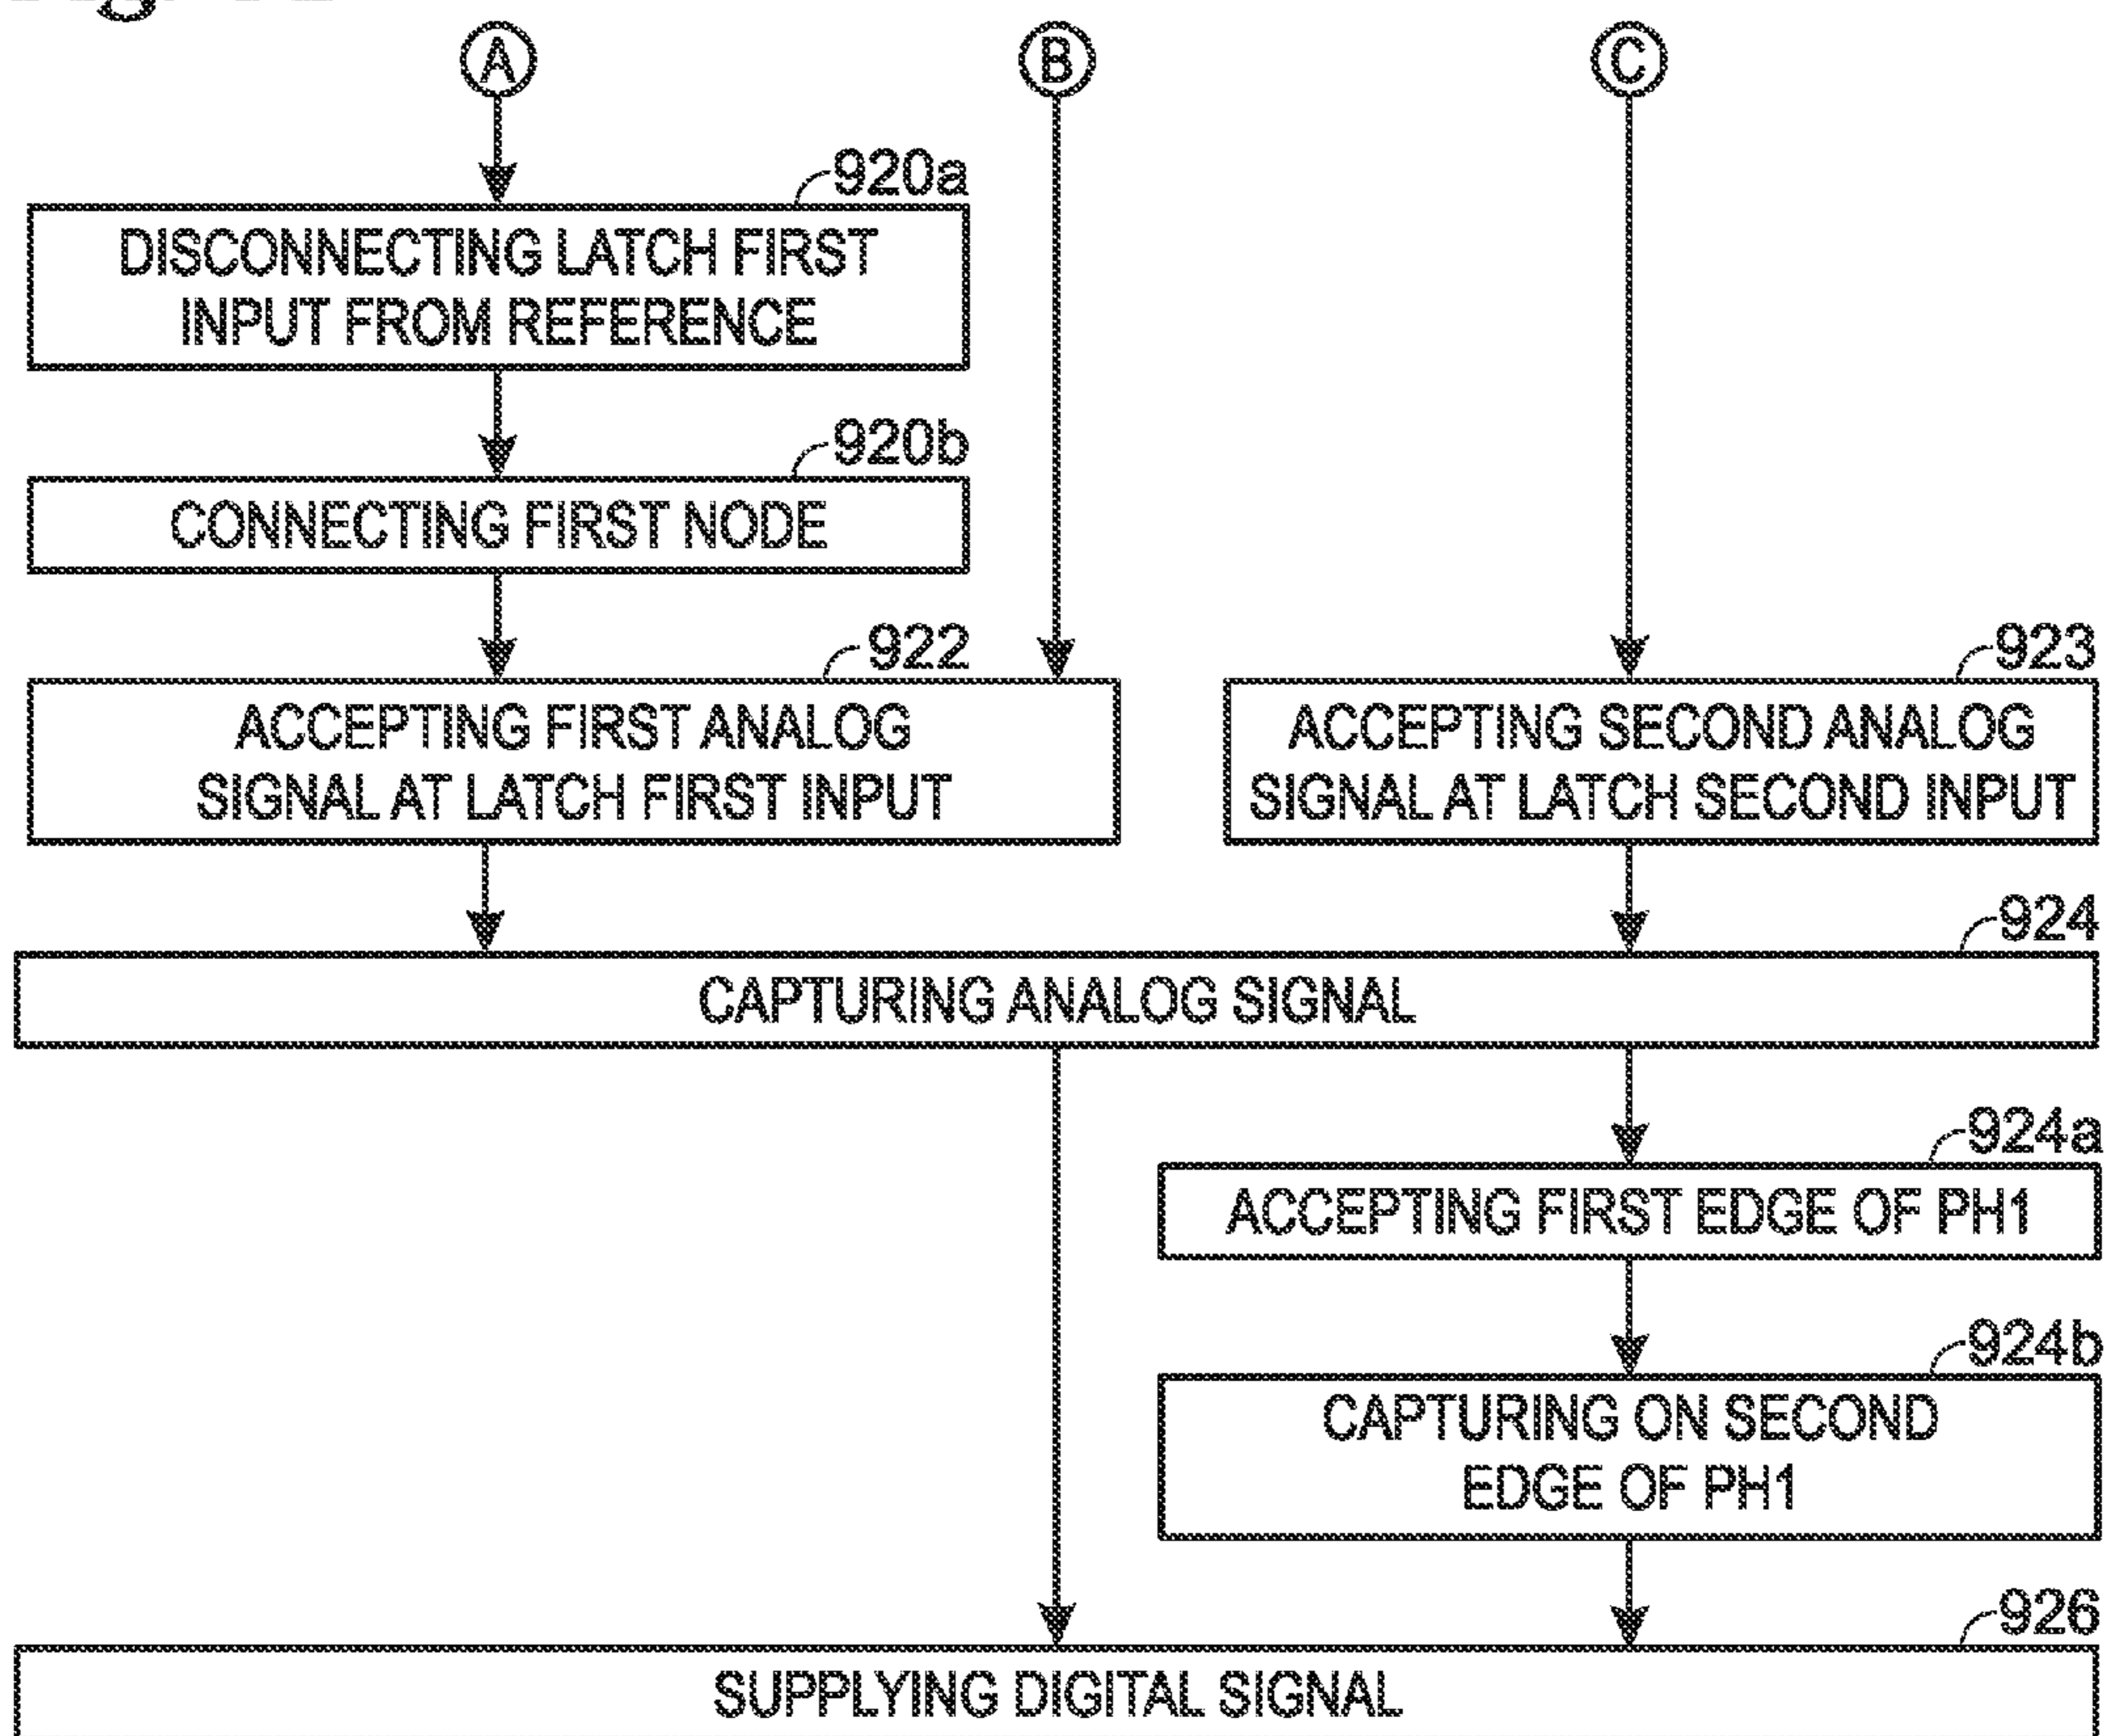 A
B
C
920a
DISCONNECTING LATCH FIRST
INPUT FROM REFERENCE
920b
CONNECTING FIRST NODE
922
ACCEPTING FIRST ANALOG
SIGNAL AT LATCH FIRST INPUT
923
ACCEPTING SECOND ANALOG
SIGNAL AT LATCH SECOND INPUT
924
CAPTURING ANALOG SIGNAL
924a
ACCEPTING FIRST EDGE OF PH1
924b
CAPTURING ON SECOND
EDGE OF PH1
926
SUPPLYING DIGITAL SIGNAL